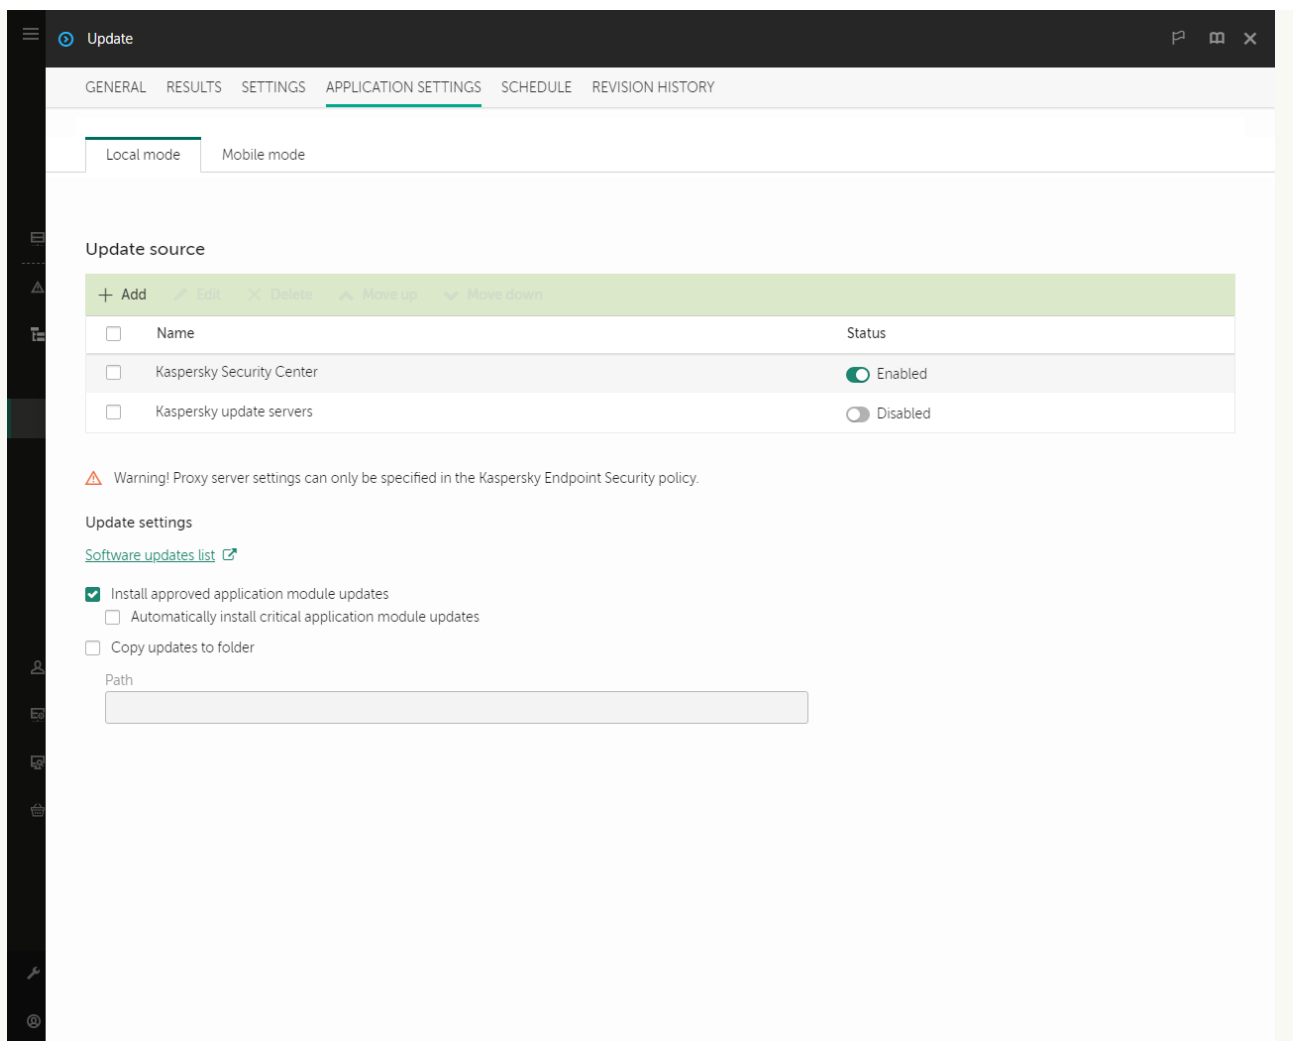 Update
GENERAL RESULTS SETTINGS APPLICATION SETTINGS SCHEDULE REVISION HISTORY
Local mode Mobile mode
Update source
Add Edit Delete Move up Move down
Name Status
Kaspersky Security Center Enabled
Kaspersky update servers Disabled
Warning! Proxy server settings can only be specified in the Kaspersky Endpoint Security policy.
Update settings
Software updates list
Install approved application module updates
Automatically install critical application module updates
Copy updates to folder
Path